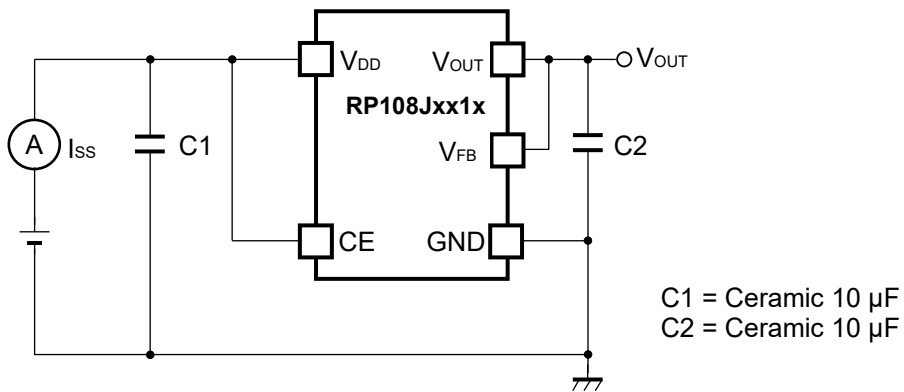 VDD
VOUT
VOUT
RP108Jxx1x
A
ISS
C1
VFB
C2
CE
GND
C1 = Ceramic 10 µF
C2 = Ceramic 10 µF